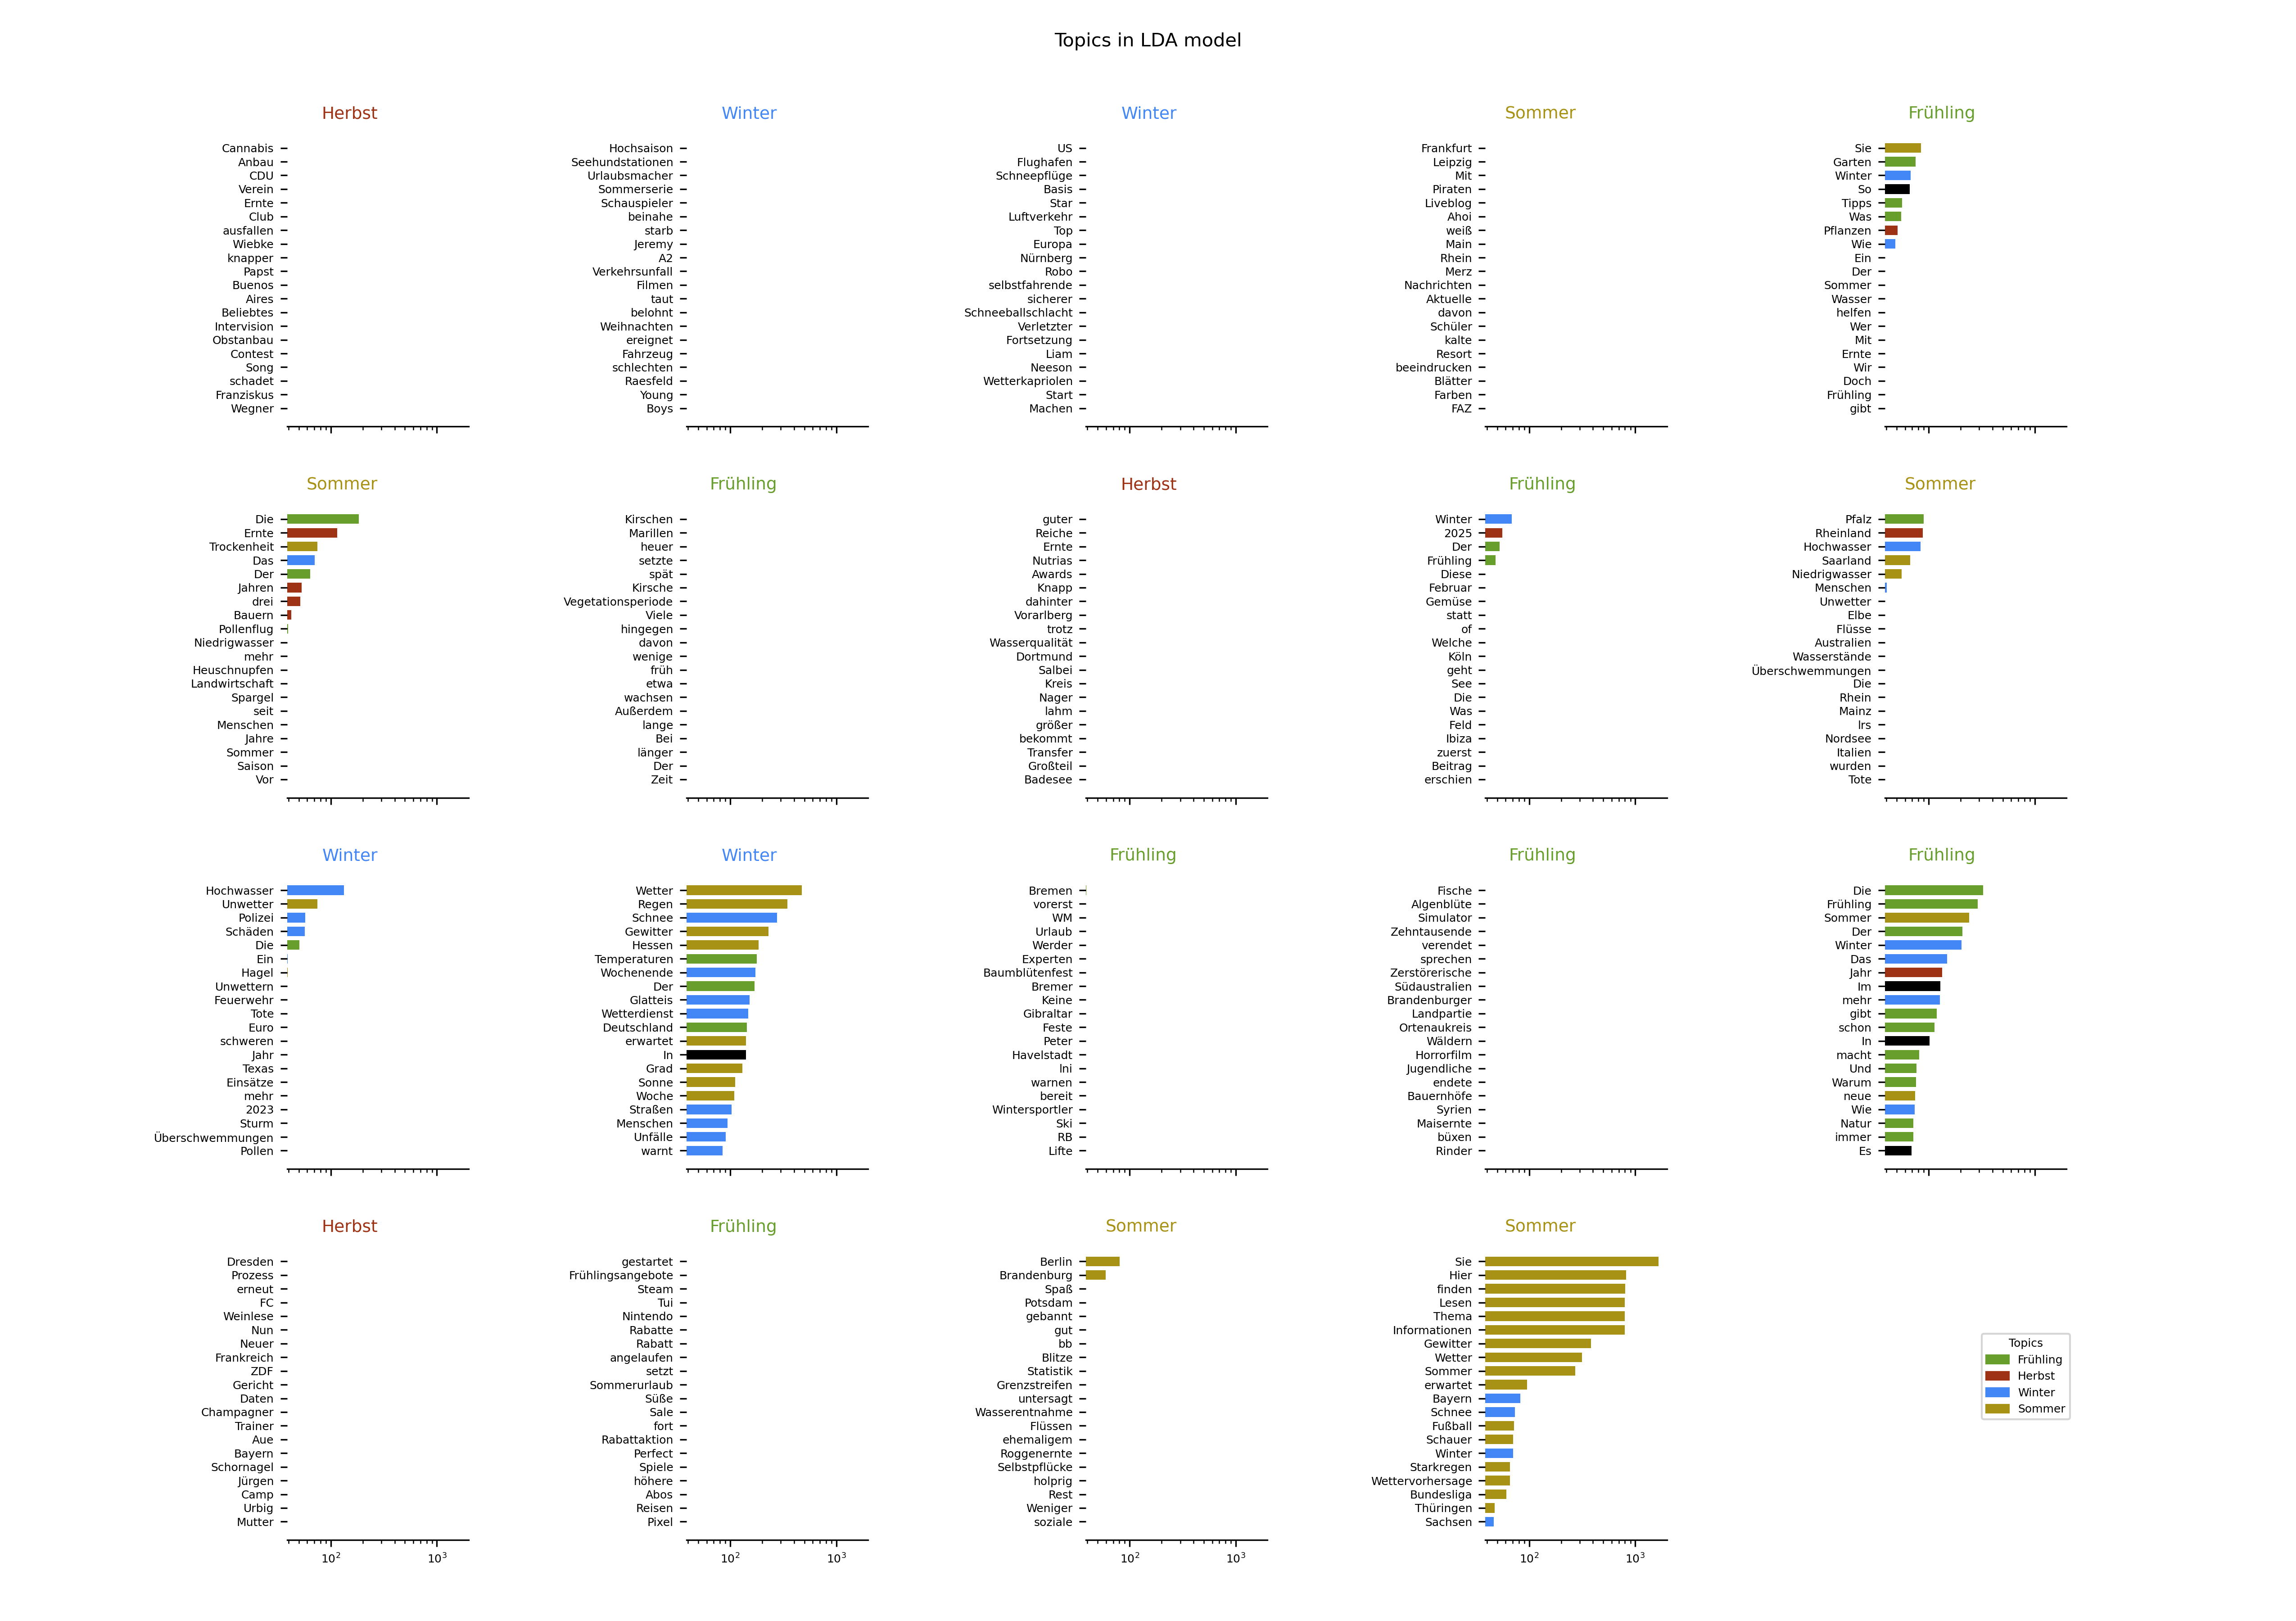 Topics in LDA model
Herbst
Cannabis
Anbau
CDU
Verein
Ernte
Club
ausfallen
Wiebke
knapper
Papst
Buenos
Aires
Beliebtes
Intervision
Obstanbau
Contest
Song
schadet
Franziskus
Wegner
Winter
Hochsaison
Seehundstationen
Urlaubsmacher
Sommerserie
Schauspieler
beinahe
starb
Jeremy
A2
Verkehrsunfall
Filmen
taut
belohnt
Weihnachten
ereignet
Fahrzeug
schlechten
Raesfeld
Young
Boys
Winter
US
Flughafen
Schneepflüge
Basis
Star
Luftverkehr
Top
Europa
Nürnberg
Robo
selbstfahrende
sicherer
Schneeballschlacht
Verletzter
Fortsetzung
Liam
Neeson
Wetterkapriolen
Start
Machen
Sommer
Frankfurt
Leipzig
Mit
Piraten
Liveblog
Ahoi
weiß
Main
Rhein
Merz
Nachrichten
Aktuelle
davon
Schüler
kalte
Resort
beeindrucken
Blätter
Farben
FAZ
Frühling
Sie
Garten
Winter
So
Tipps
Was
Pflanzen
Wie
Ein
Der
Sommer
Wasser
helfen
Wer
Mit
Ernte
Wir
Doch
Frühling
gibt
Sommer
Die
Ernte
Trockenheit
Das
Der
Jahren
drei
Bauern
Pollenflug
Niedrigwasser
mehr
Heuschnupfen
Landwirtschaft
Spargel
seit
Menschen
Jahre
Sommer
Saison
Vor
Frühling
Kirschen
Marillen
heuer
setzte
spät
Kirsche
Vegetationsperiode
Viele
hingegen
davon
wenige
früh
etwa
wachsen
Außerdem
lange
Bei
länger
Der
Zeit
Herbst
guter
Reiche
Ernte
Nutrias
Awards
Knapp
dahinter
Vorarlberg
trotz
Wasserqualität
Dortmund
Salbei
Kreis
Nager
lahm
größer
bekommt
Transfer
Großteil
Badesee
Frühling
Winter
2025
Der
Frühling
Diese
Februar
Gemüse
statt
of
Welche
Köln
geht
See
Die
Was
Feld
Ibiza
zuerst
Beitrag
erschien
Sommer
Pfalz
Rheinland
Hochwasser
Saarland
Niedrigwasser
Menschen
Unwetter
Elbe
Flüsse
Australien
Wasserstände
Überschwemmungen
Die
Rhein
Mainz
lrs
Nordsee
Italien
wurden
Tote
Winter
Hochwasser
Unwetter
Polizei
Schäden
Die
Ein
Hagel
Unwettern
Feuerwehr
Tote
Euro
schweren
Jahr
Texas
Einsätze
mehr
2023
Sturm
Überschwemmungen
Pollen
Winter
Wetter
Regen
Schnee
Gewitter
Hessen
Temperaturen
Wochenende
Der
Glatteis
Wetterdienst
Deutschland
erwartet
In
Grad
Sonne
Woche
Straßen
Menschen
Unfälle
warnt
Frühling
Bremen
vorerst
WM
Urlaub
Werder
Experten
Baumblütenfest
Bremer
Keine
Gibraltar
Feste
Peter
Havelstadt
Ini
warnen
bereit
Wintersportler
Ski
RB
Lifte
Frühling
Fische
Algenblüte
Simulator
Zehntausende
verendet
sprechen
Zerstörerische
Südaustralien
Brandenburger
Landpartie
Ortenaukreis
Wäldern
Horrorfilm
Jugendliche
endete
Bauernhöfe
Syrien
Maisernte
büxen
Rinder
Frühling
Die
Frühling
Sommer
Der
Winter
Das
Jahr
Im
mehr
gibt
schon
In
macht
Und
Warum
neue
Wie
Natur
immer
Es
Herbst
Dresden
Prozess
erneut
FC
Weinlese
Nun
Neuer
Frankreich
ZDF
Gericht
Daten
Champagner
Trainer
Aue
Bayern
Schornagel
Jürgen
Camp
Urbig
Mutter
10²
10³
Frühling
gestartet
Frühlingsangebote
Steam
Tui
Nintendo
Rabatte
Rabatt
angelaufen
setzt
Sommerurlaub
Süße
Sale
fort
Rabattaktion
Perfect
Spiele
höhere
Abos
Reisen
Pixel
10²
10³
Sommer
Berlin
Brandenburg
Spaß
Potsdam
gebannt
gut
bb
Blitze
Statistik
Grenzstreifen
untersagt
Wasserentnahme
Flüssen
ehemaligem
Roggenernte
Selbstpflücke
holprig
Rest
Weniger
soziale
10²
10³
Sommer
Sie
Hier
finden
Lesen
Thema
Informationen
Gewitter
Wetter
Sommer
erwartet
Bayern
Schnee
Fußball
Schauer
Winter
Starkregen
Wettervorhersage
Bundesliga
Thüringen
Sachsen
10²
10³
Topics
Frühling
Herbst
Winter
Sommer